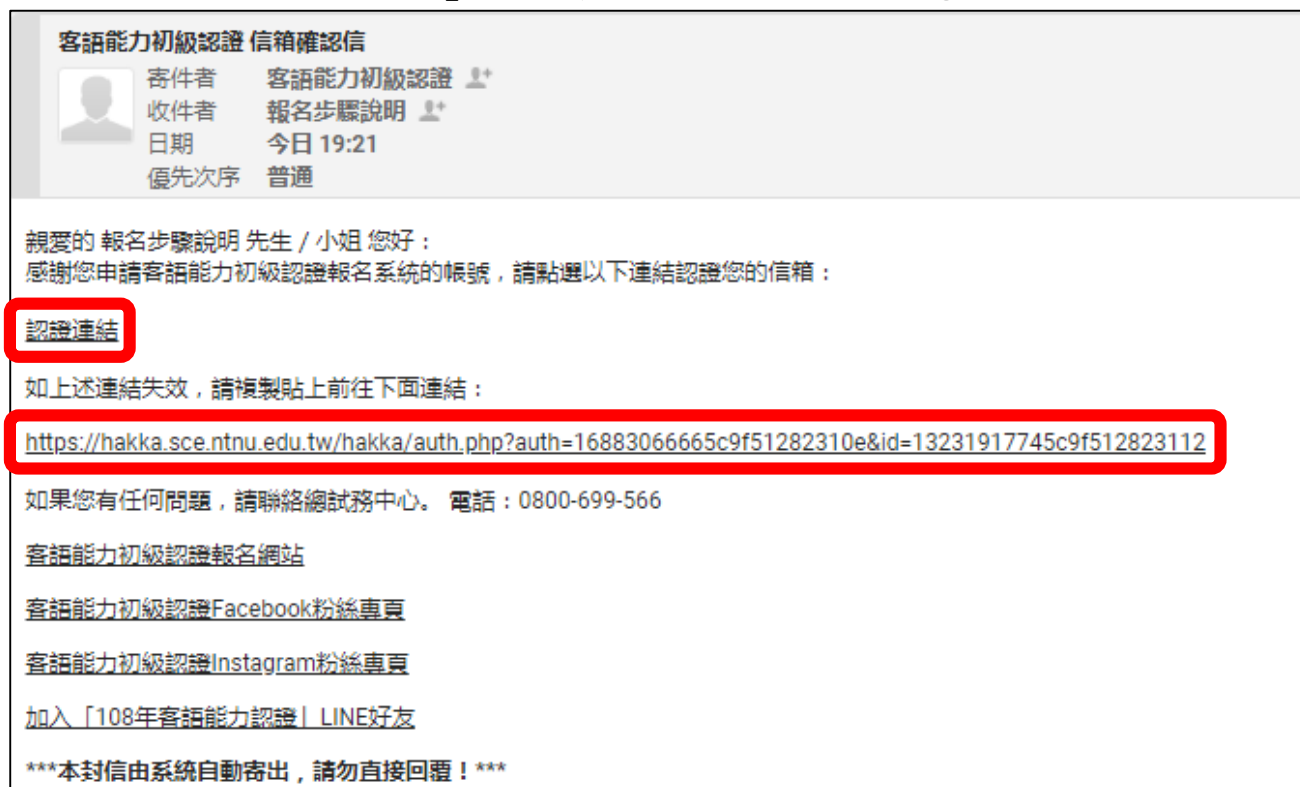 客語能力初級認證 信箱確認信
寄件者 客語能力初級認證
收件者 報名步驟說明
日期 今日 19:21
優先次序 普通
親愛的 報名步驟說明 先生 / 小姐 您好：
感謝您申請客語能力初級認證報名系統的帳號，請點選以下連結認證您的信箱：
認證連結
如上述連結失效，請複製貼上前往下面連結：
https://hakka.sce.ntnu.edu.tw/hakka/auth.php?auth=16883066665c9f51282310e&id=13231917745c9f512823112
如果您有任何問題，請聯絡總試務中心。 電話：0800-699-566
客語能力初級認證報名網站
客語能力初級認證Facebook粉絲專頁
客語能力初級認證Instagram粉絲專頁
加入「108年客語能力認證」LINE好友
***本封信由系統自動寄出，請勿直接回覆！***